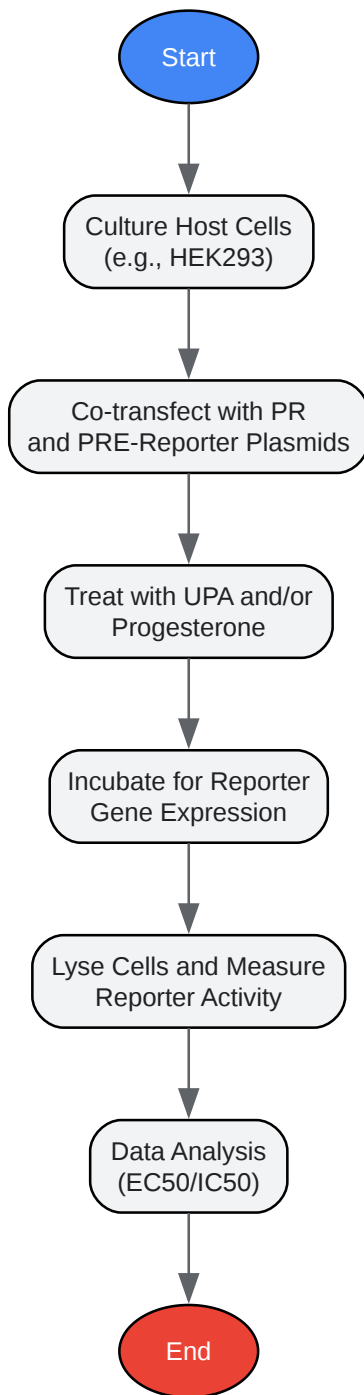 Start
Culture Host Cells
(e.g., HEK293)
Co-transfect with PR
and PRE-Reporter Plasmids
Treat with UPA and/or
Progesterone
Incubate for Reporter
Gene Expression
Lyse Cells and Measure
Reporter Activity
Data Analysis
(EC50/IC50)
End